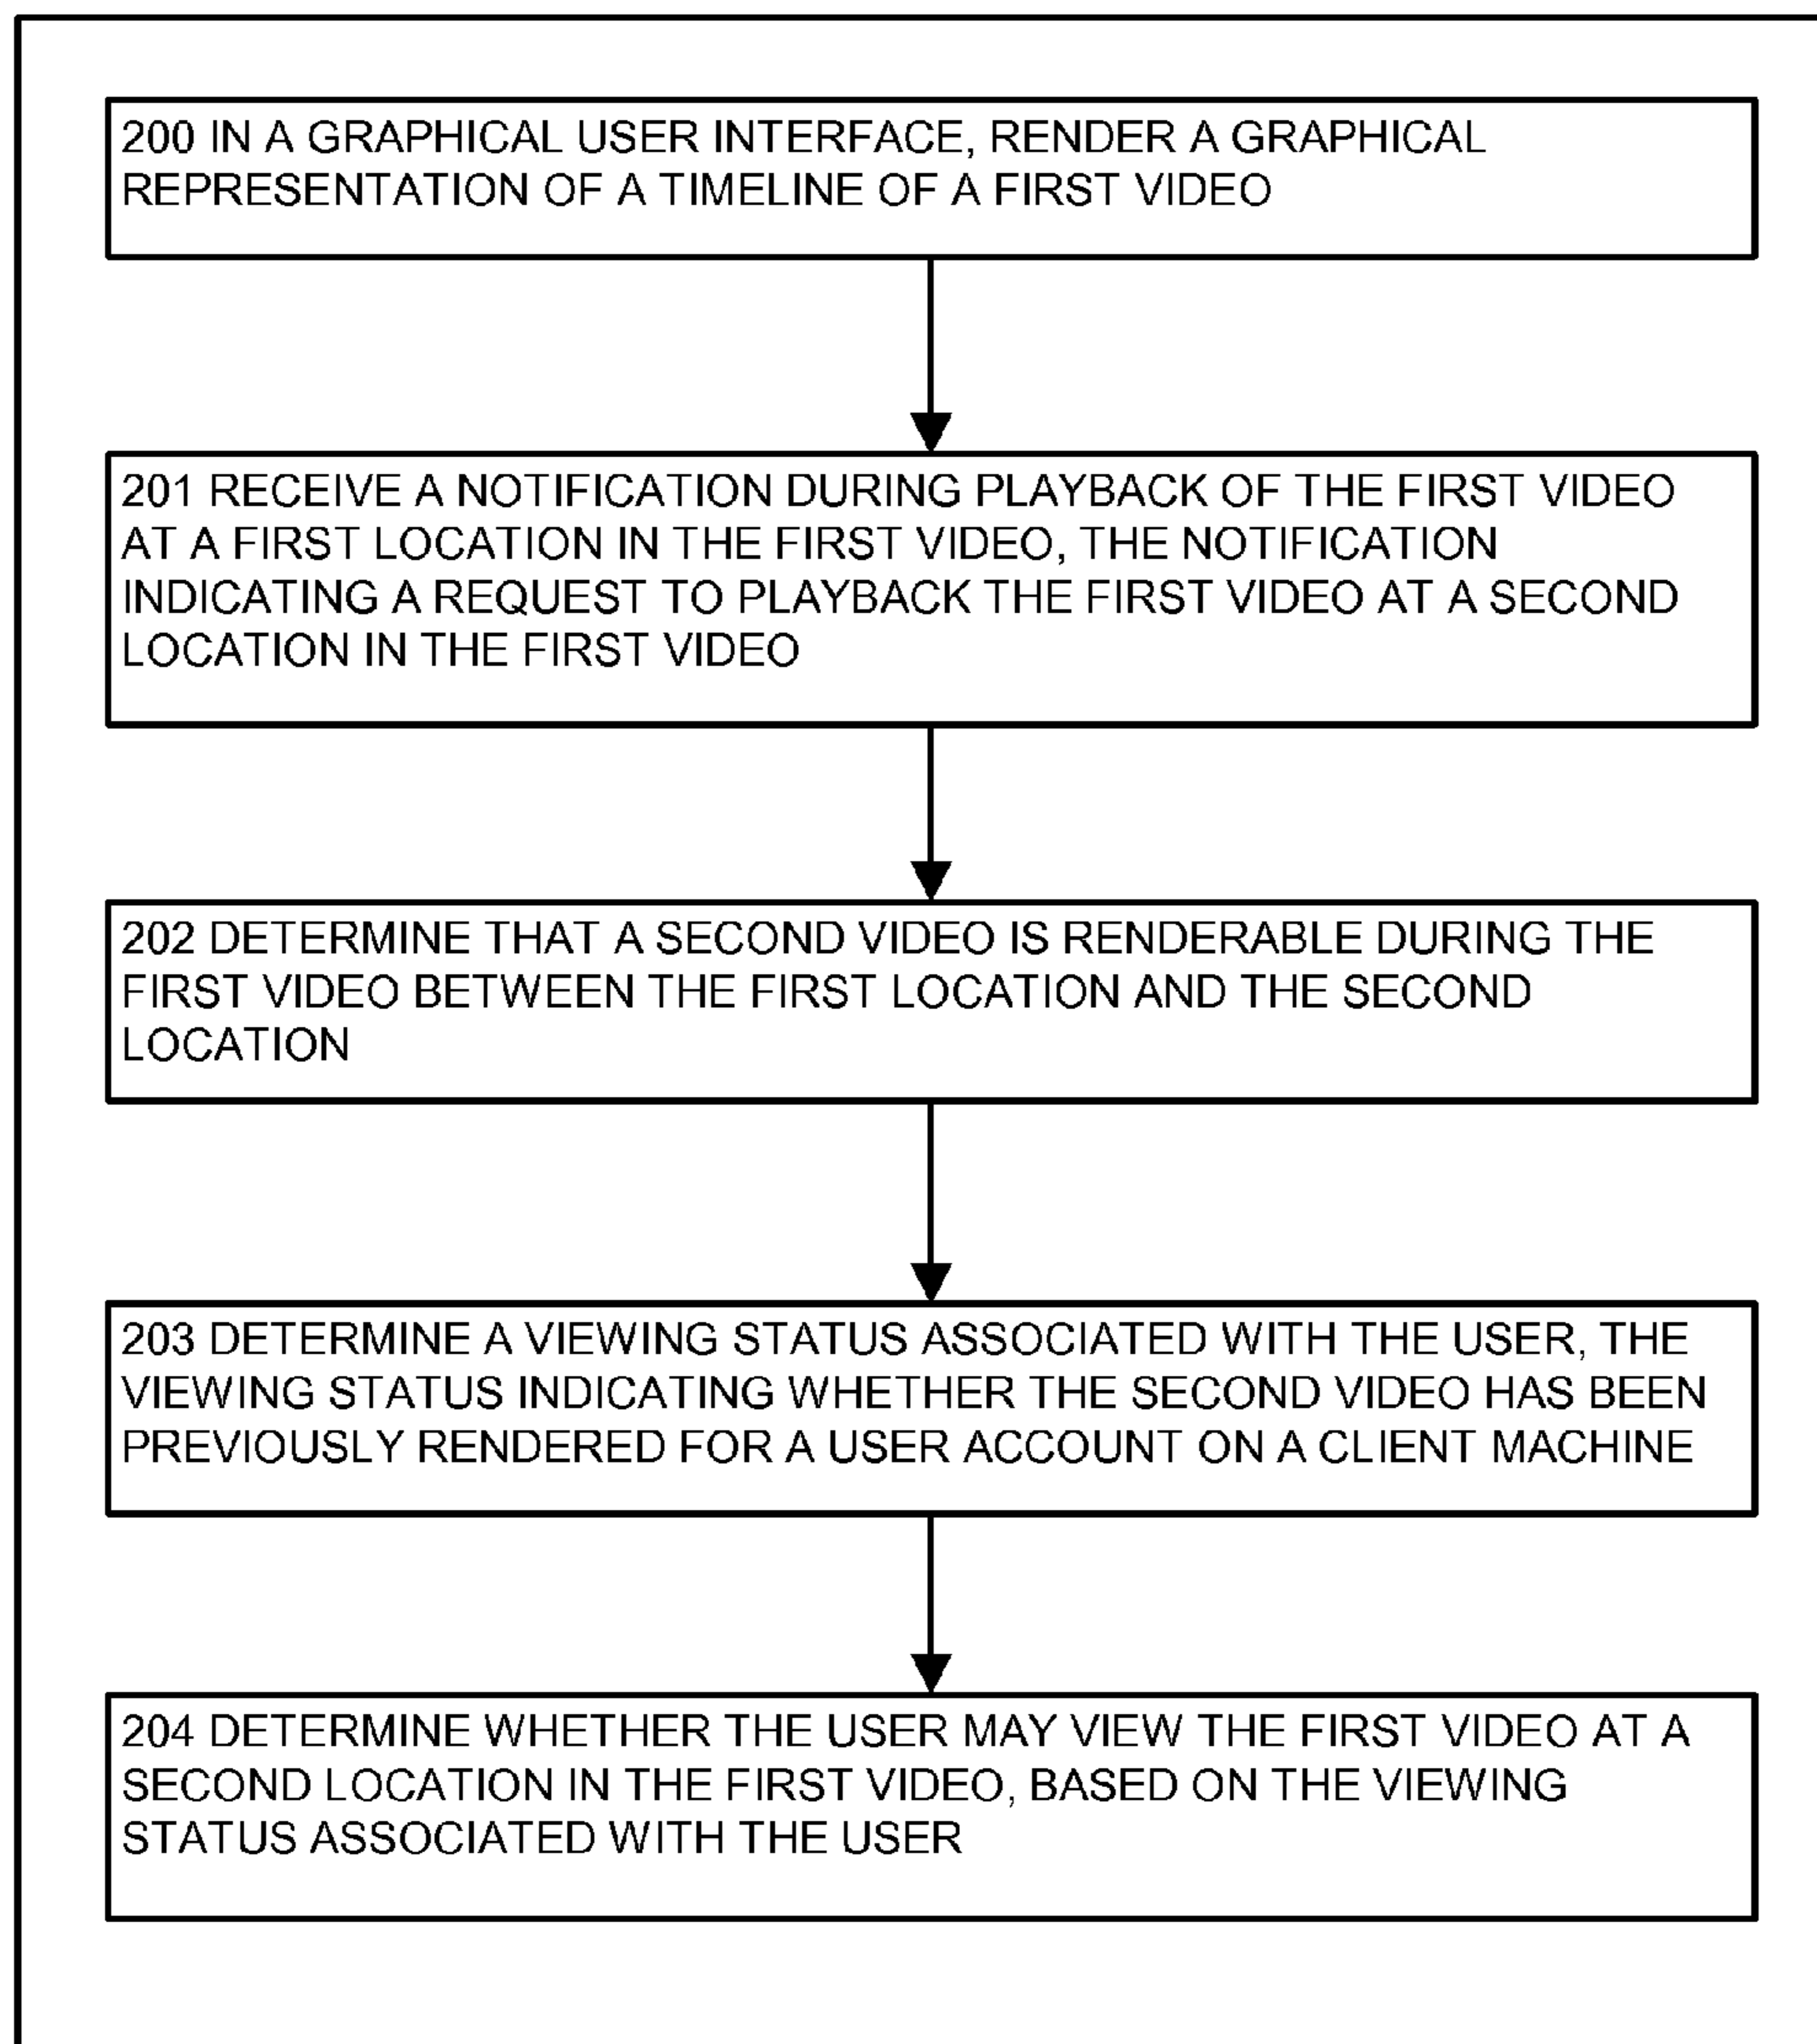 200 IN A GRAPHICAL USER INTERFACE, RENDER A GRAPHICAL
REPRESENTATION OF A TIMELINE OF A FIRST VIDEO
201 RECEIVE A NOTIFICATION DURING PLAYBACK OF THE FIRST VIDEO
AT A FIRST LOCATION IN THE FIRST VIDEO, THE NOTIFICATION
INDICATING A REQUEST TO PLAYBACK THE FIRST VIDEO AT A SECOND
LOCATION IN THE FIRST VIDEO
202 DETERMINE THAT A SECOND VIDEO IS RENDERABLE DURING THE
FIRST VIDEO BETWEEN THE FIRST LOCATION AND THE SECOND
LOCATION
203 DETERMINE A VIEWING STATUS ASSOCIATED WITH THE USER, THE
VIEWING STATUS INDICATING WHETHER THE SECOND VIDEO HAS BEEN
PREVIOUSLY RENDERED FOR A USER ACCOUNT ON A CLIENT MACHINE
204 DETERMINE WHETHER THE USER MAY VIEW THE FIRST VIDEO AT A
SECOND LOCATION IN THE FIRST VIDEO, BASED ON THE VIEWING
STATUS ASSOCIATED WITH THE USER